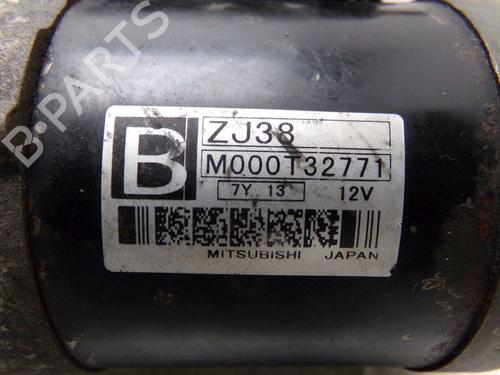 B-PARTS
B
ZJ38
M000T32771
7Y 13 12V
MITSUBISHI JAPAN